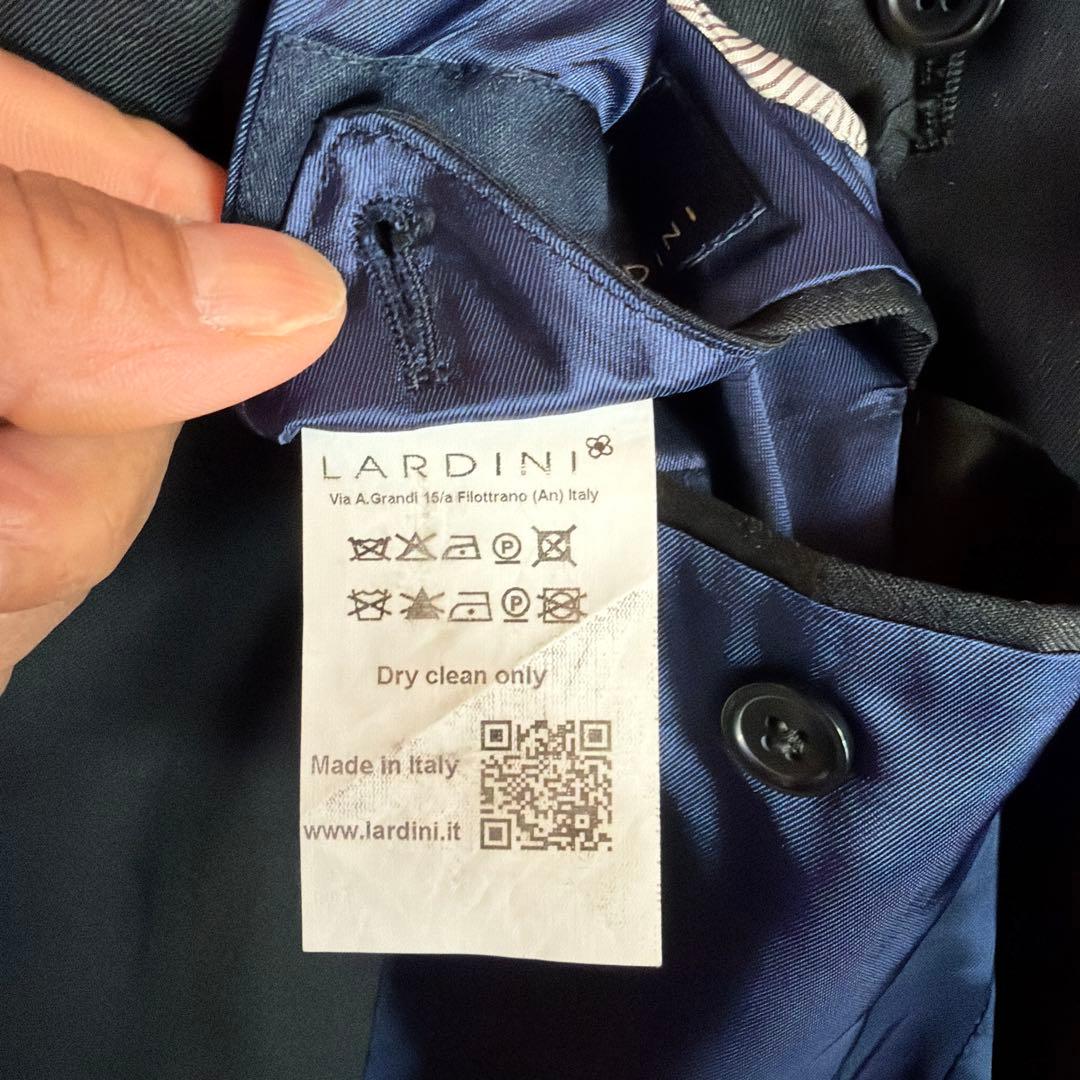 LARDINI
Via A.Grandi 15/a Filottrano (An) Italy
P
P
Dry clean only
Made in Italy
www.lardini.it